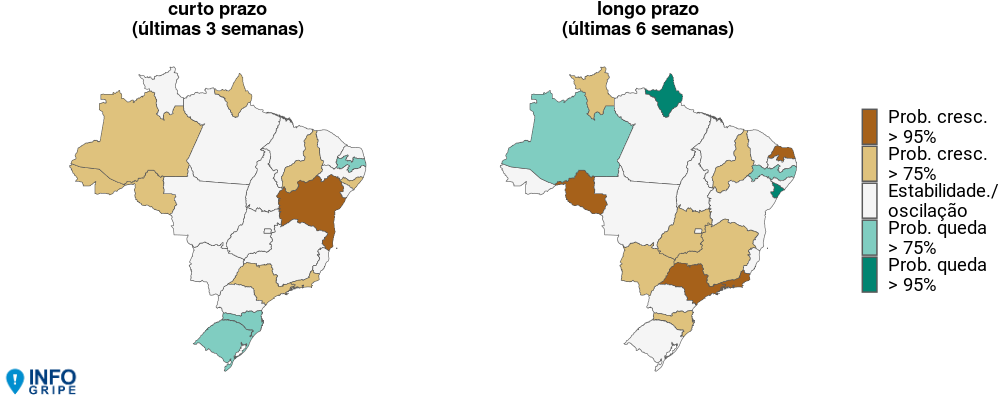 curto prazo
(últimas 3 semanas)
longo prazo
(últimas 6 semanas)
Prob. cresc.
> 95%
Prob. cresc.
> 75%
Estabilidade./
oscilação
Prob. queda
> 75%
Prob. queda
> 95%
INFO
GRIPE